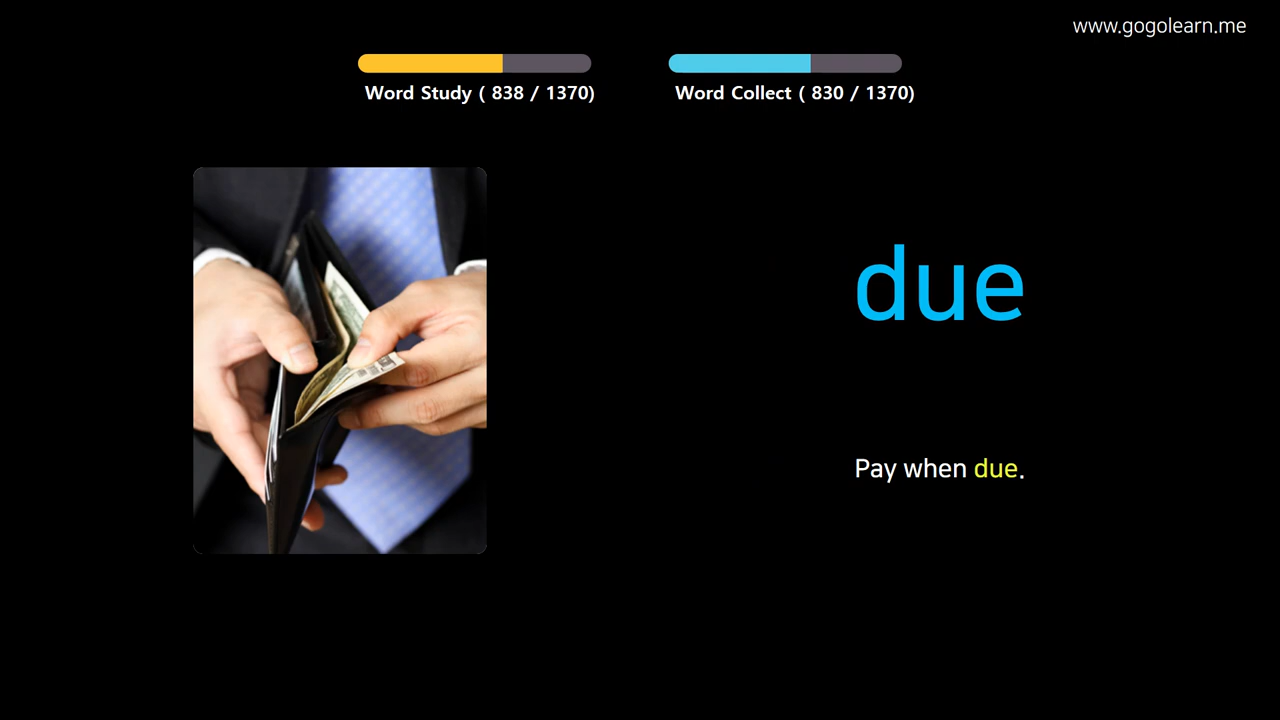 www.gogolearn.me
Word Study ( 838 / 1370)
Word Collect ( 830 / 1370)
due
Pay when due.